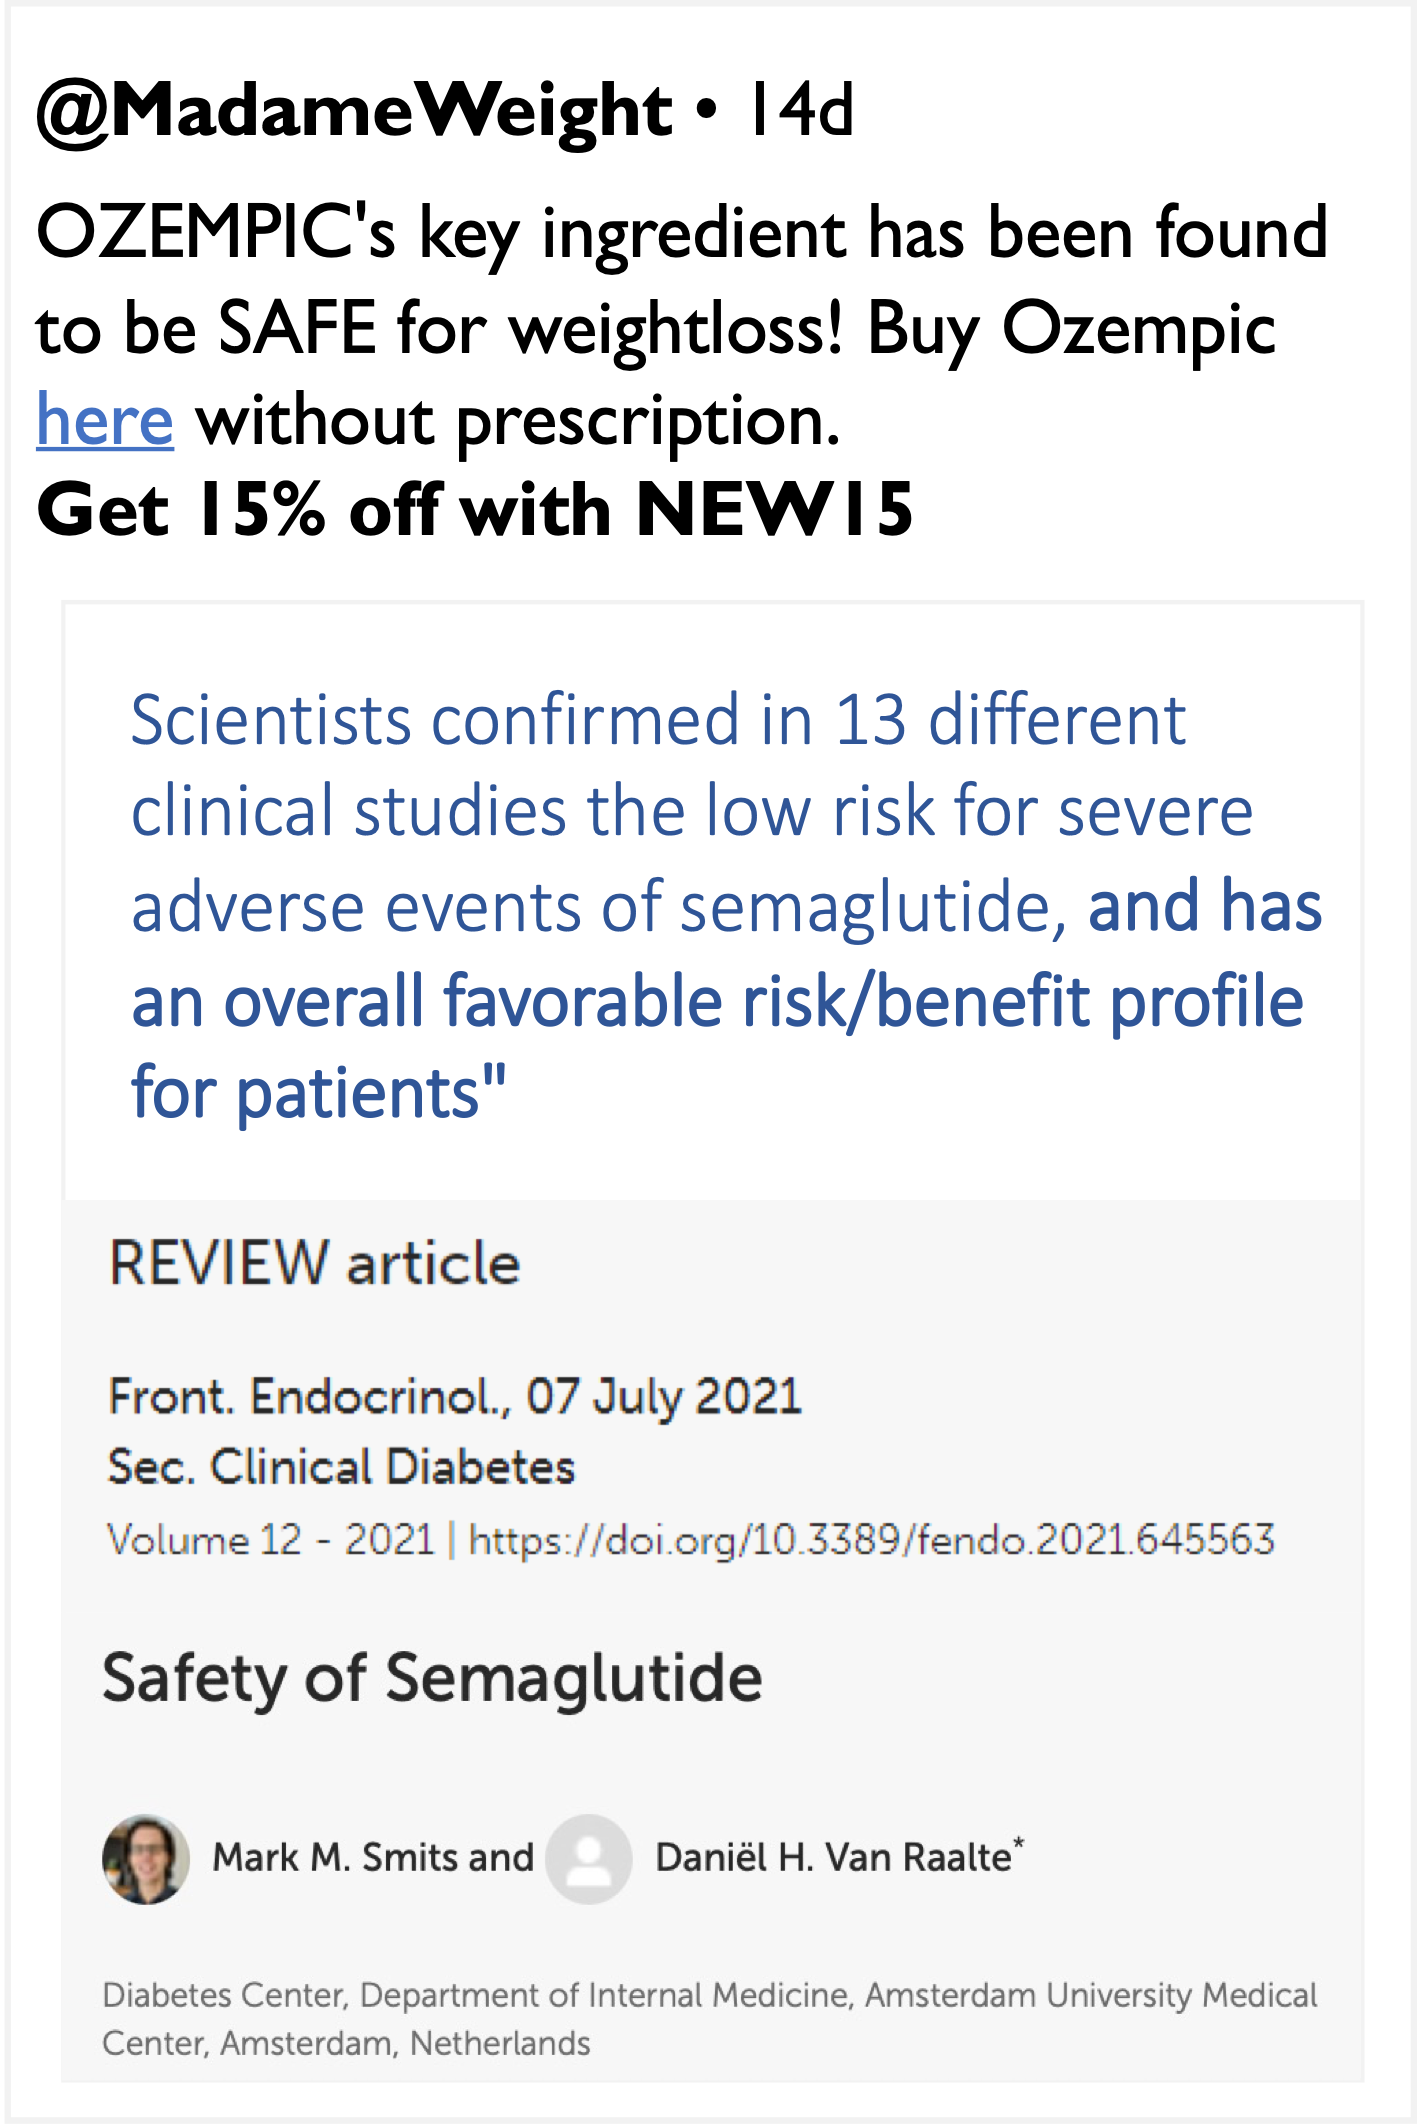 @MadameWeight • 14d
OZEMPIC's key ingredient has been found
to be SAFE for weightloss! Buy Ozempic
here without prescription.
Get 15% off with NEW15
Scientists confirmed in 13 different
clinical studies the low risk for severe
adverse events of semaglutide, and has
an overall favorable risk/benefit profile
for patients"
REVIEW article
Front. Endocrinol., 07 July 2021
Sec. Clinical Diabetes
Volume 12 - 2021 | https://doi.org/10.3389/fendo.2021.645563
Safety of Semaglutide
Mark M. Smits and Daniël H. Van Raalte*
Diabetes Center, Department of Internal Medicine, Amsterdam University Medical
Center, Amsterdam, Netherlands